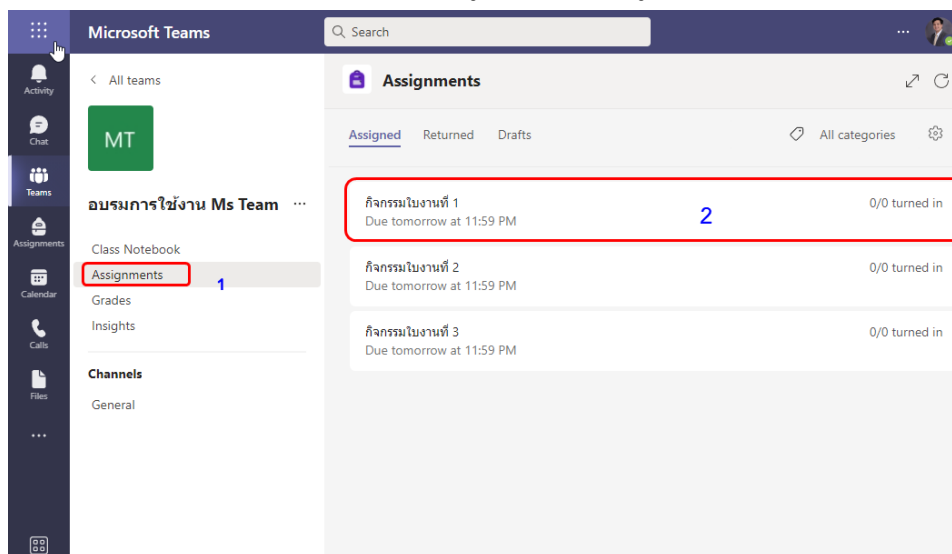 Microsoft Teams
Search
Activity
Chat
Teams
Assignments
Calendar
Calls
Files
All teams
MT
อบรมการใช้งาน Ms Team
Class Notebook
Assignments
1
Grades
Insights
Channels
General
Assignments
Assigned Returned Drafts All categories
กิจกรรมใบงานที่ 1 0/0 turned in
Due tomorrow at 11:59 PM
2
กิจกรรมใบงานที่ 2 0/0 turned in
Due tomorrow at 11:59 PM
กิจกรรมใบงานที่ 3 0/0 turned in
Due tomorrow at 11:59 PM